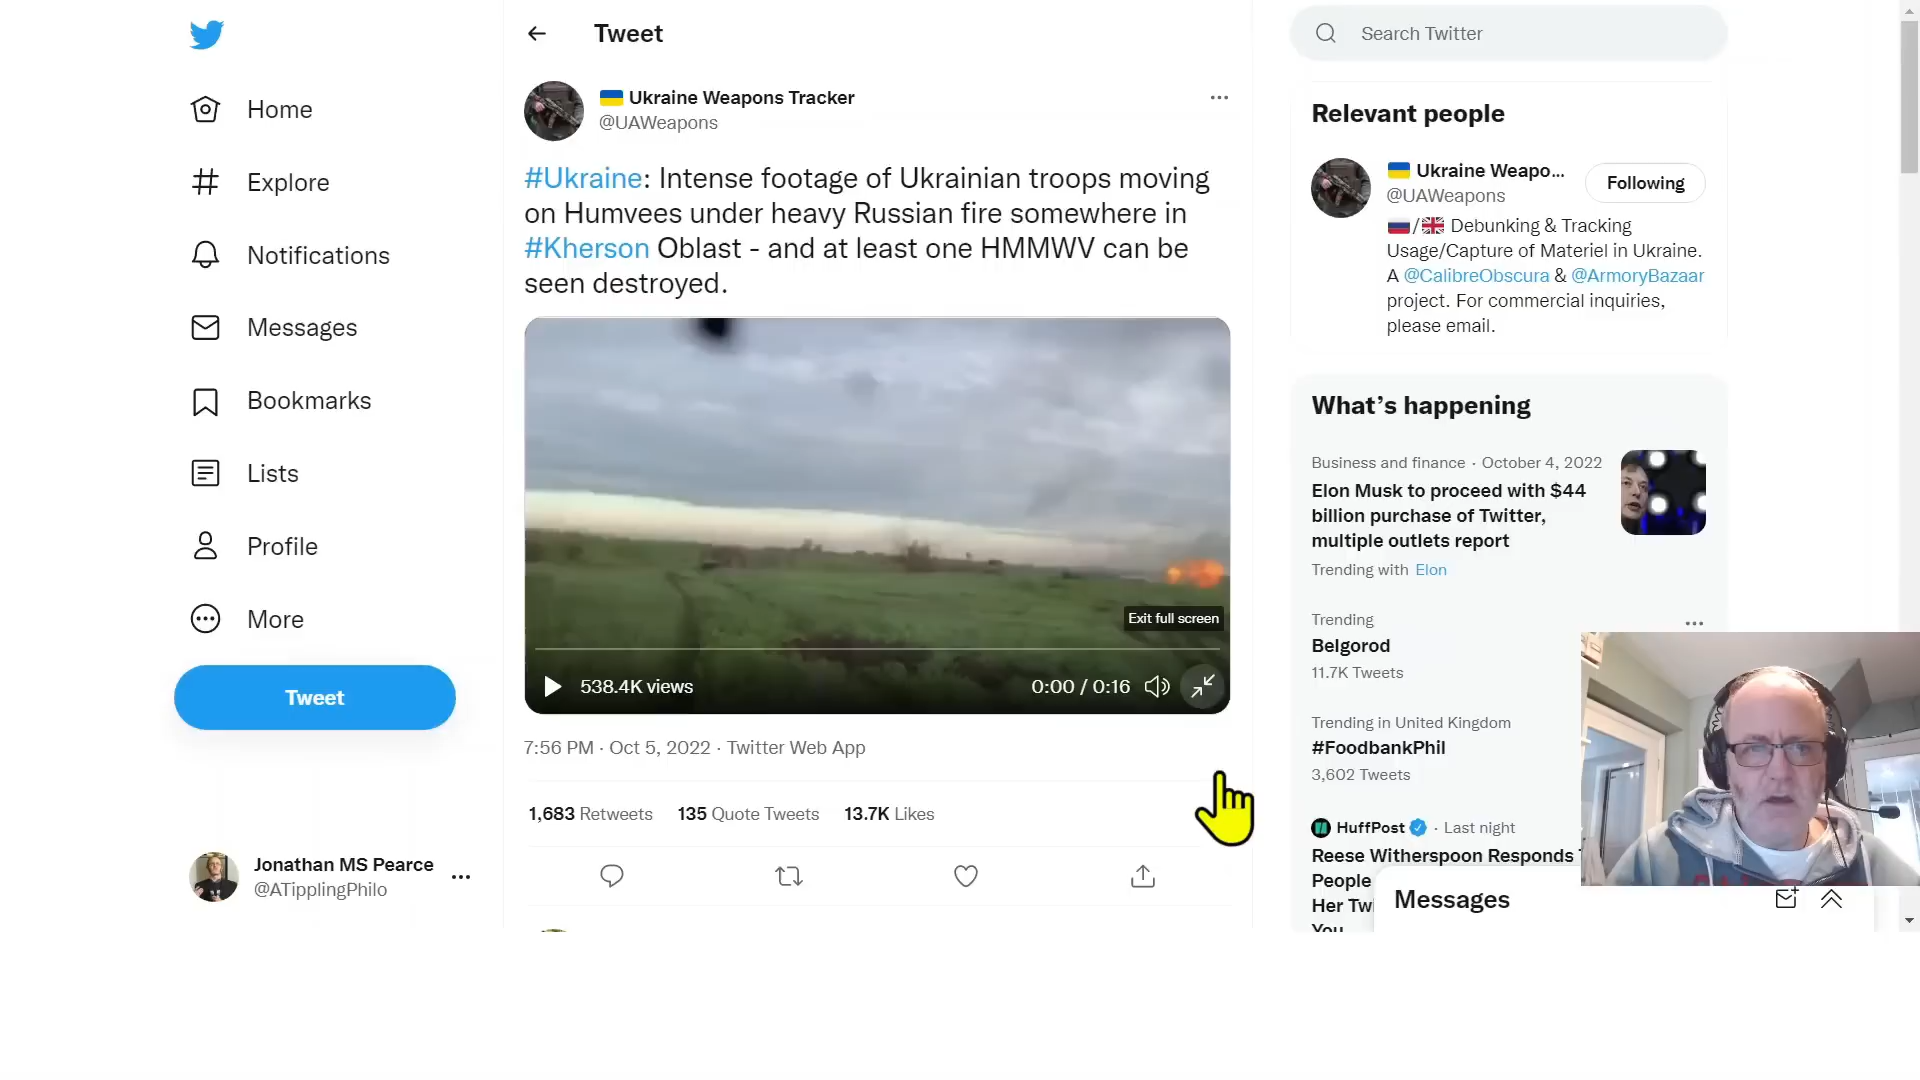 Home
Explore
Notifications
Messages
Bookmarks
Lists
Profile
More
Tweet
Jonathan MS Pearce
@ATipplingPhilo
Tweet
Ukraine Weapons Tracker
@UAWeapons
#Ukraine: Intense footage of Ukrainian troops moving
on Humvees under heavy Russian fire somewhere in
#Kherson Oblast - and at least one HMMWV can be
seen destroyed.
Exit full screen
538.4K views
0:00 / 0:16
7:56 PM · Oct 5, 2022 · Twitter Web App
1,683 Retweets 135 Quote Tweets 13.7K Likes
Search Twitter
Relevant people
Ukraine Weapo...
@UAWeapons
Following
/ Debunking & Tracking
Usage/Capture of Materiel in Ukraine.
A @CalibreObscura & @ArmoryBazaar
project. For commercial inquiries,
please email.
What's happening
Business and finance · October 4, 2022
Elon Musk to proceed with $44
billion purchase of Twitter,
multiple outlets report
Trending with Elon
Trending
Belgorod
11.7K Tweets
Trending in United Kingdom
#FoodbankPhil
3,602 Tweets
HuffPost · Last night
Reese Witherspoon Responds
People
Her
You
Messages